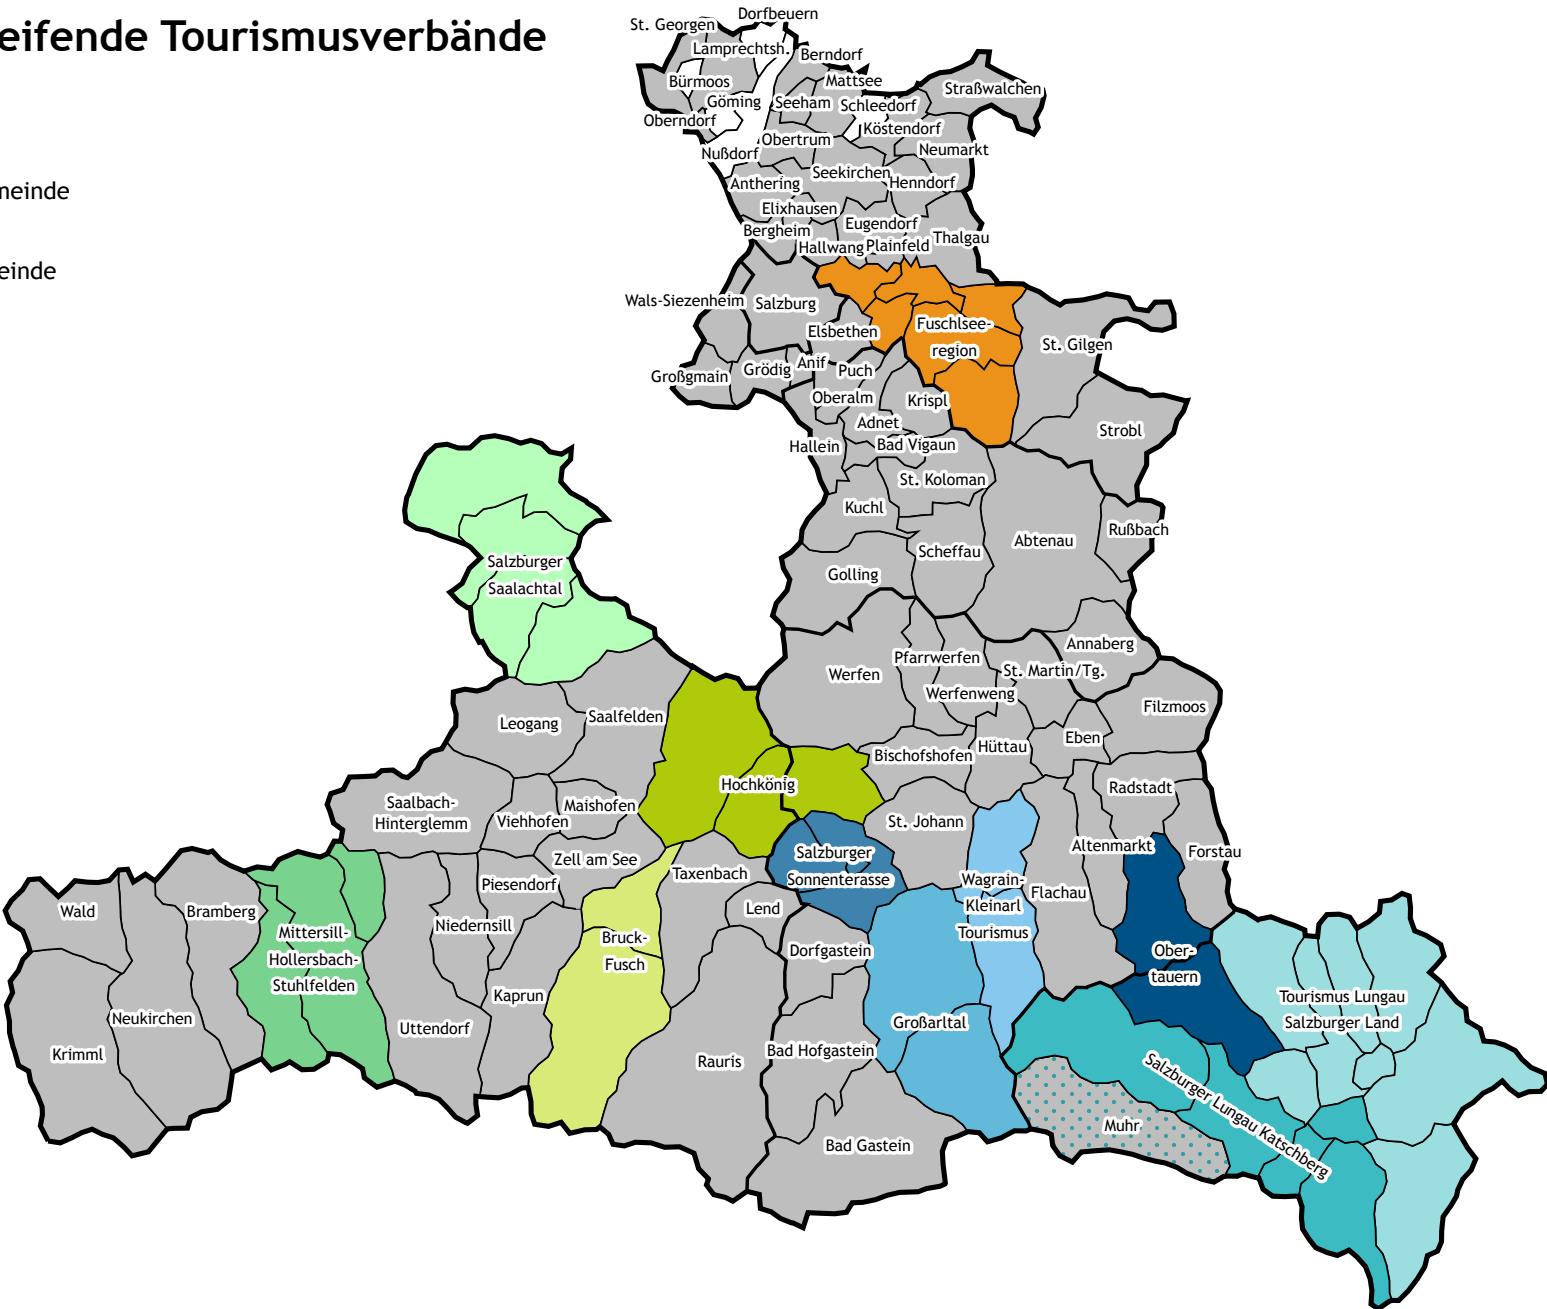 eifende Tourismusverbände
neinde
einde
Dorfbeuern
St. Georgen
Lamprechtsh.
Berndorf
Bürmoos
Mattsee
Straßwalchen
Göming
Seeham
Schleedorf
Oberndorf
Köstendorf
Obertrum
Nußdorf
Neumarkt
Seekirchen
Anthering
Henndorf
Elixhausen
Eugendorf
Bergheim
Thalgau
Hallwang
Plainfeld
Wals-Siezenheim
Salzburg
Elsbethen
Fuschlsee-
region
St. Gilgen
Anif
Grödig
Puch
Großgmain
Oberalm
Krispl
Adnet
Strobl
Hallein
Bad Vigaun
St. Koloman
Kuchl
Rußbach
Abtenau
Scheffau
Salzburger
Saalachtal
Golling
Annaberg
Pfarrwerfen
St. Martin/Tg.
Werfen
Werfenweng
Filzmoos
Saalfelden
Leogang
Eben
Hüttau
Bischofshofen
Hochkönig
Radstadt
Saalbach-
Hinterglemm
Maishofen
Viehhofen
St. Johann
Altenmarkt
Forstau
Salzburger
Sonnenterasse
Zell am See
Taxenbach
Piesendorf
Wagrain-
Kleinarl
Tourismus
Flachau
Lend
Wald
Bramberg
Niedernsill
Mittersill-
Hollersbach-
Stuhlfelden
Bruck-
Fusch
Dorfgastein
Ober-
tauern
Kaprun
Tourismus Lungau
Salzburger Land
Neukirchen
Uttendorf
Großarltal
Krimml
Rauris
Bad Hofgastein
Salzburger Lungau Katschberg
Muhr
Bad Gastein